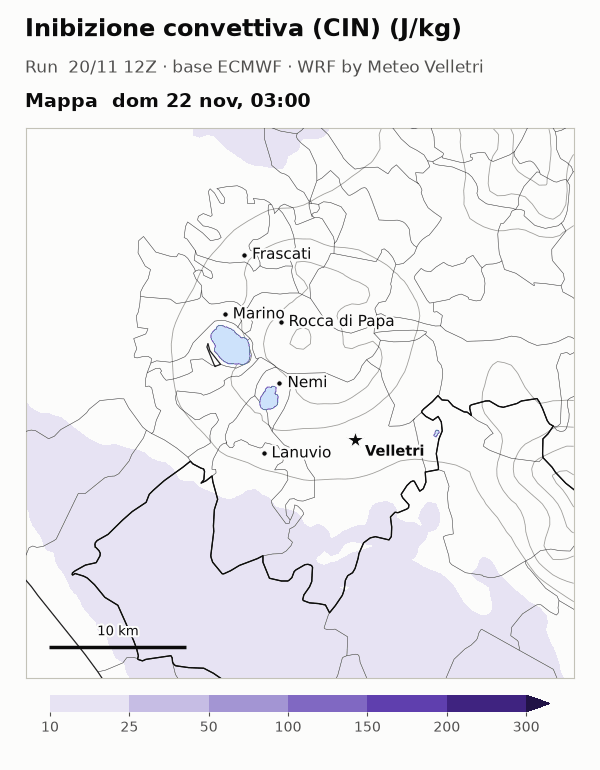 Inibizione convettiva (CIN) (J/kg)
Run  20/11 12Z · base ECMWF · WRF by Meteo Velletri
Mappa  dom 22 nov, 03:00
Frascati
Marino
Rocca di Papa
Nemi
Velletri
Lanuvio
10 km
10 25 50 100 150 200 300